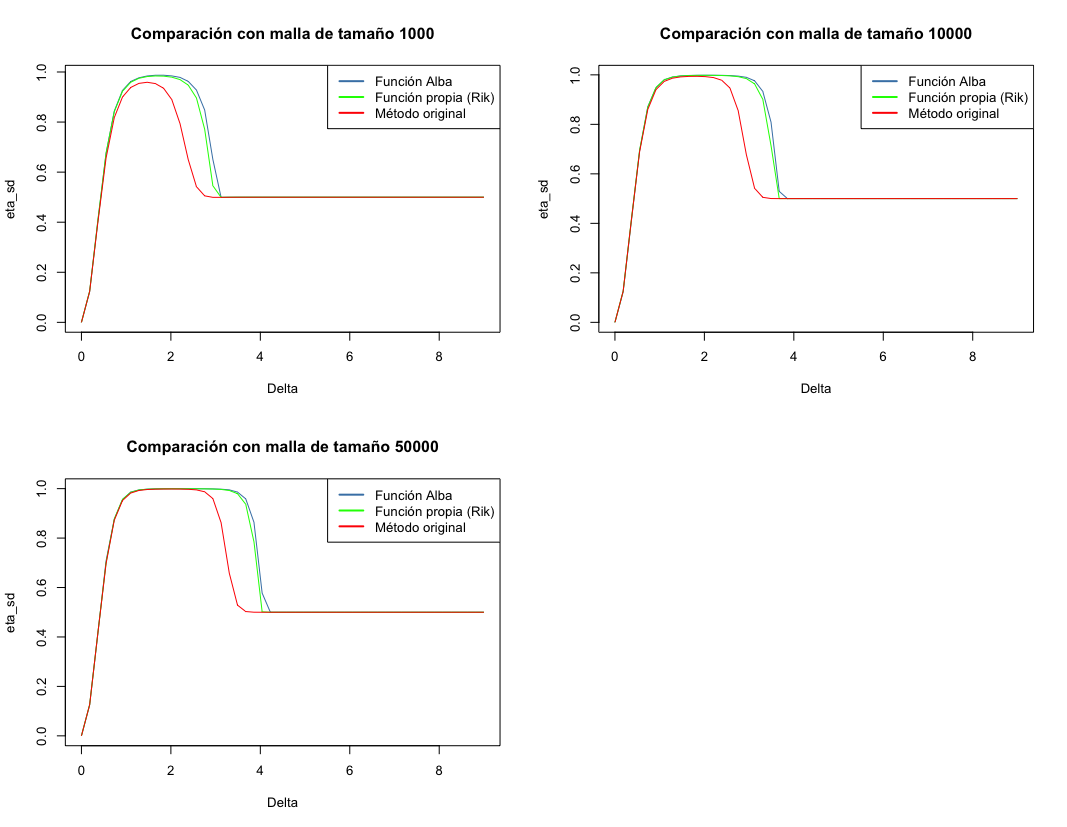 Comparación con malla de tamaño 1000
eta_sd
0.0 0.2 0.4 0.6 0.8 1.0
Función Alba
Función propia (Rik)
Método original
0 2 4 6 8
Delta
Comparación con malla de tamaño 10000
eta_sd
0.0 0.2 0.4 0.6 0.8 1.0
Función Alba
Función propia (Rik)
Método original
0 2 4 6 8
Delta
Comparación con malla de tamaño 50000
eta_sd
0.0 0.2 0.4 0.6 0.8 1.0
Función Alba
Función propia (Rik)
Método original
0 2 4 6 8
Delta